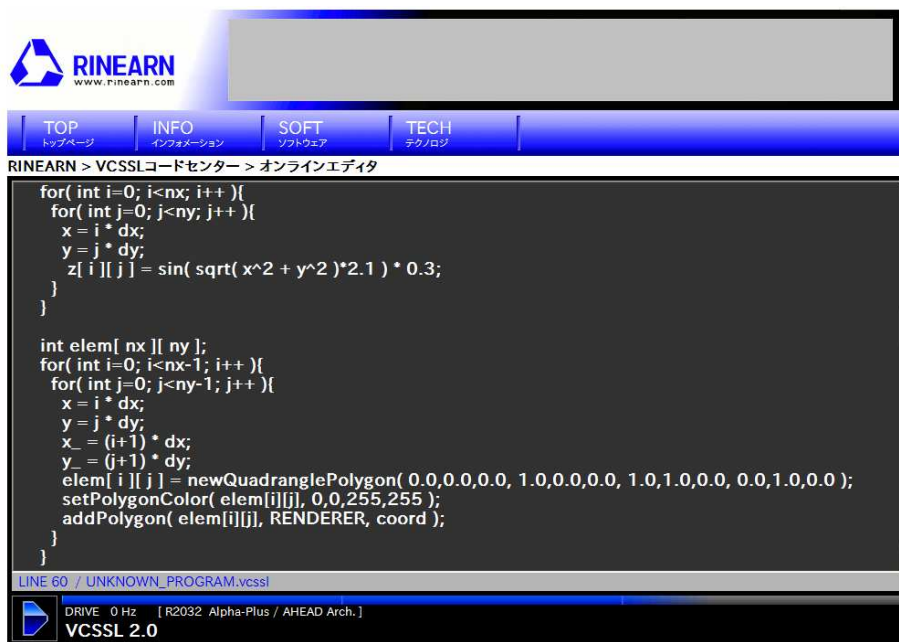 RINEARN
www.rinearn.com
TOP INFO SOFT TECH
トップページ インフォメーション ソフトウェア テクノロジ
RINEARN > VCSSLコードセンター > オンラインエディタ
for( int i=0; i<nx; i++ ){
for( int j=0; j<ny; j++ ){
x = i * dx;
y = j * dy;
z[ i ][ j ] = sin( sqrt( x^2 + y^2 )*2.1 ) * 0.3;
}
}
int elem[ nx ][ ny ];
for( int i=0; i<nx-1; i++ ){
for( int j=0; j<ny-1; j++ ){
x = i * dx;
y = j * dy;
x_ = (i+1) * dx;
y_ = (j+1) * dy;
elem[ i ][ j ] = newQuadranglePolygon( 0.0,0.0,0.0, 1.0,0.0,0.0, 1.0,1.0,0.0, 0.0,1.0,0.0 );
setPolygonColor( elem[i][j], 0,0,255,255 );
addPolygon( elem[i][j], RENDERER, coord );
}
}
LINE 60 / UNKNOWN_PROGRAM.vcssl
DRIVE 0 Hz [ R2032 Alpha-Plus / AHEAD Arch. ]
VCSSL 2.0